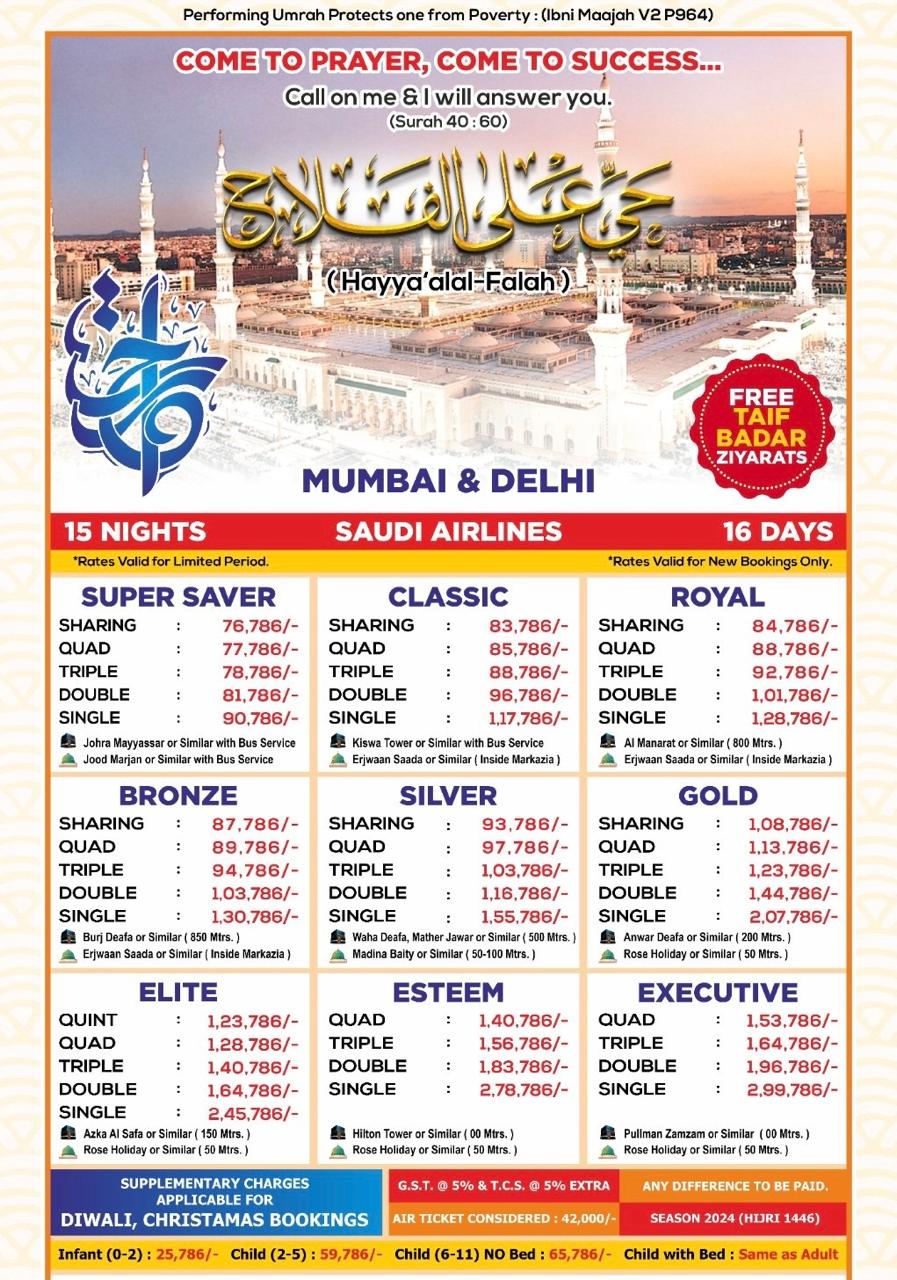 Performing Umrah Protects one from Poverty : (Ibni Maajah V2 P964)
COME TO PRAYER, COME TO SUCCESS...
Call on me & I will answer you.
(Surah 40 : 60)
حَيَّ عَلَى الفَلَاح
(Hayya'alal-Falah)
FREE
TAIF
BADAR
ZIYARATS
MUMBAI & DELHI
15 NIGHTS SAUDI AIRLINES 16 DAYS
*Rates Valid for Limited Period. *Rates Valid for New Bookings Only.
SUPER SAVER
SHARING : 76,786/-
QUAD : 77,786/-
TRIPLE : 78,786/-
DOUBLE : 81,786/-
SINGLE : 90,786/-
Johra Mayyassar or Similar with Bus Service
Jood Marjan or Similar with Bus Service
CLASSIC
SHARING : 83,786/-
QUAD : 85,786/-
TRIPLE : 88,786/-
DOUBLE : 96,786/-
SINGLE : 1,17,786/-
Kiswa Tower or Similar with Bus Service
Erjwaan Saada or Similar ( Inside Markazia )
ROYAL
SHARING : 84,786/-
QUAD : 88,786/-
TRIPLE : 92,786/-
DOUBLE : 1,01,786/-
SINGLE : 1,28,786/-
Al Manarat or Similar ( 800 Mtrs. )
Erjwaan Saada or Similar ( Inside Markazia )
BRONZE
SHARING : 87,786/-
QUAD : 89,786/-
TRIPLE : 94,786/-
DOUBLE : 1,03,786/-
SINGLE : 1,30,786/-
Burj Deafa or Similar ( 850 Mtrs. )
Erjwaan Saada or Similar ( Inside Markazia )
SILVER
SHARING : 93,786/-
QUAD : 97,786/-
TRIPLE : 1,03,786/-
DOUBLE : 1,16,786/-
SINGLE : 1,55,786/-
Waha Deafa, Mather Jawar or Similar ( 500 Mtrs. )
Madina Baity or Similar ( 50-100 Mtrs. )
GOLD
SHARING : 1,08,786/-
QUAD : 1,13,786/-
TRIPLE : 1,23,786/-
DOUBLE : 1,44,786/-
SINGLE : 2,07,786/-
Anwar Deafa or Similar ( 200 Mtrs. )
Rose Holiday or Similar ( 50 Mtrs. )
ELITE
QUINT : 1,23,786/-
QUAD : 1,28,786/-
TRIPLE : 1,40,786/-
DOUBLE : 1,64,786/-
SINGLE : 2,45,786/-
Azka Al Safa or Similar ( 150 Mtrs. )
Rose Holiday or Similar ( 50 Mtrs. )
ESTEEM
QUAD : 1,40,786/-
TRIPLE : 1,56,786/-
DOUBLE : 1,83,786/-
SINGLE : 2,78,786/-
Hilton Tower or Similar ( 00 Mtrs. )
Rose Holiday or Similar ( 50 Mtrs. )
EXECUTIVE
QUAD : 1,53,786/-
TRIPLE : 1,64,786/-
DOUBLE : 1,96,786/-
SINGLE : 2,99,786/-
Pullman Zamzam or Similar ( 00 Mtrs. )
Rose Holiday or Similar ( 50 Mtrs. )
SUPPLEMENTARY CHARGES
APPLICABLE FOR
DIWALI, CHRISTAMAS BOOKINGS
G.S.T. @ 5% & T.C.S. @ 5% EXTRA
AIR TICKET CONSIDERED : 42,000/-
ANY DIFFERENCE TO BE PAID.
SEASON 2024 (HIJRI 1446)
Infant (0-2) : 25,786/- Child (2-5) : 59,786/- Child (6-11) NO Bed : 65,786/- Child with Bed : Same as Adult